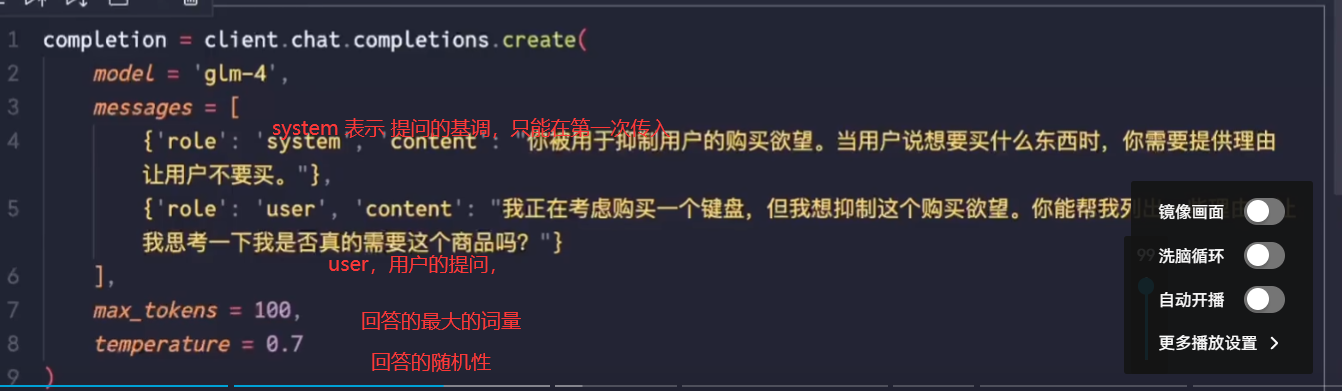 1 completion = client.chat.completions.create(
2 model = 'glm-4',
3 messages = [
system 表示 提问的基调，只能在第一次传入
4 {'role': 'system', 'content': "你被用于抑制用户的购买欲望。当用户说想要买什么东西时，你需要提供理由
让用户不要买。"},
5 {'role': 'user', 'content': "我正在考虑购买一个键盘，但我想抑制这个购买欲望。你能帮我列出 理由 让
镜像画面
我思考一下我是否真的需要这个商品吗？"}
99 洗脑循环
user，用户的提问，
6 ],
自动开播
7 max_tokens = 100,
回答的最大的词量
8 temperature = 0.7
更多播放设置 >
回答的随机性
9 )